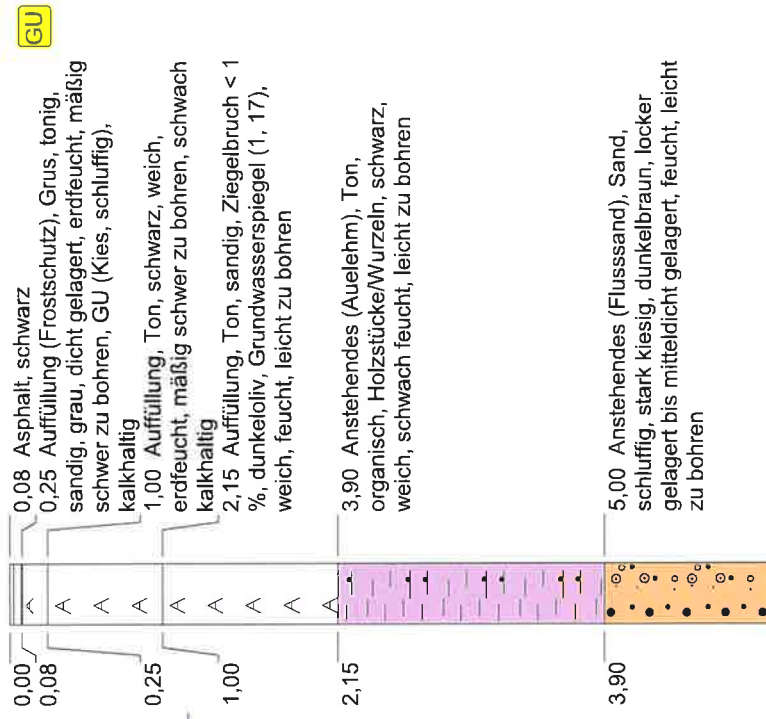 GU
0,00
0,08
0,25
1,00
2,15
3,90
A
A
A
A
A
A
A
A
A
0,08 Asphalt, schwarz
0,25 Auffüllung (Frostschutz), Grus, tonig,
sandig, grau, dicht gelagert, erdfeucht, mäßig
schwer zu bohren, GU (Kies, schluffig),
kalkhaltig
1,00 Auffüllung, Ton, schwarz, weich,
erdfeucht, mäßig schwer zu bohren, schwach
kalkhaltig
2,15 Auffüllung, Ton, sandig, Ziegelbruch < 1
%, dunkeloliv, Grundwasserspiegel (1, 17),
weich, feucht, leicht zu bohren
3,90 Anstehendes (Auelehm), Ton,
organisch, Holzstücke/Wurzeln, schwarz,
weich, schwach feucht, leicht zu bohren
5,00 Anstehendes (Flusssand), Sand,
schluffig, stark kiesig, dunkelbraun, locker
gelagert bis mitteldicht gelagert, feucht, leicht
zu bohren